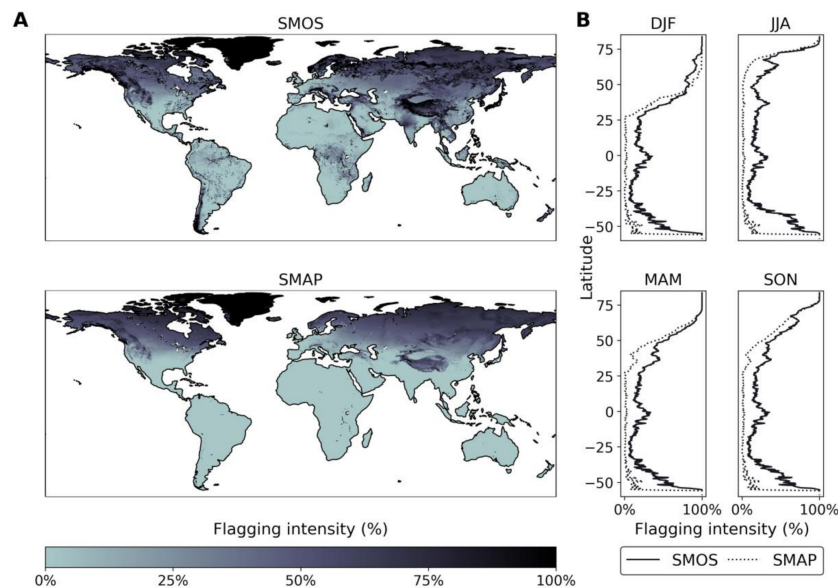 A
SMOS
SMAP
Flagging intensity (%)
0% 25% 50% 75% 100%
B
DJF JJA
75
50
25
0
−25
−50
Latitude
MAM SON
75
50
25
0
−25
−50
0% 100% 0% 100%
Flagging intensity (%)
SMOS SMAP